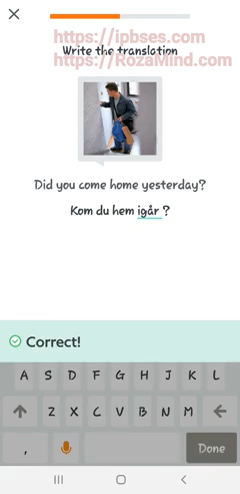 https://ipbses.com
Write the translation
https://RozaMind.com
Did you come home yesterday?
Kom du hem igår ?
Correct!
A S D F G H J K L
Z X C V B N M
, Done